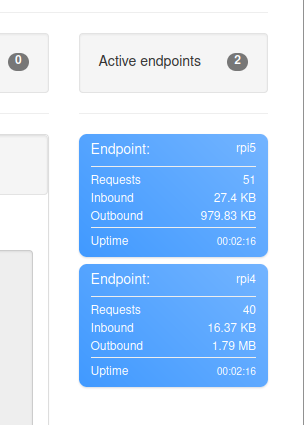 0
Active endpoints 2
Endpoint: rpi5
Requests 51
Inbound 27.4 KB
Outbound 979.83 KB
Uptime 00:02:16
Endpoint: rpi4
Requests 40
Inbound 16.37 KB
Outbound 1.79 MB
Uptime 00:02:16